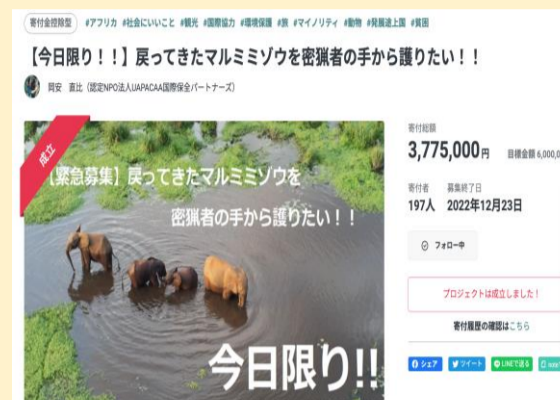 寄付金控除型 #アフリカ #社会にいいこと #観光 #国際協力 #環境保護 #旅 #マイノリティ #動物 #発展途上国 #貧困
【今日限り！！】戻ってきたマルミミゾウを密猟者の手から護りたい！！
岡安 直比（認定NPO法人UAPACAA国際保全パートナーズ）
成立
【緊急募集】戻ってきたマルミミゾウを
密猟者の手から護りたい！！
今日限り!!
寄付総額
3,775,000円 目標金額 6,000,0
寄付者 募集終了日
197人 2022年12月23日
フォロー中
プロジェクトは成立しました！
寄付履歴の確認はこちら
シェア ツイート LINEで送る note